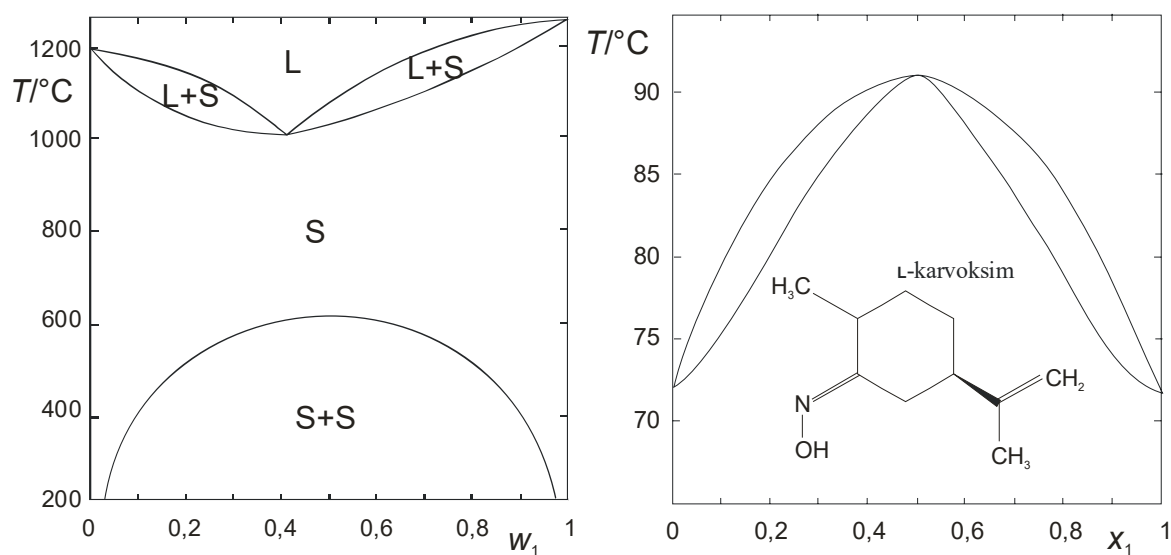 1200
T/°C
1000
800
600
400
200
L
L+S
L+S
S
S+S
0
0,2
0,4
0,6
0,8
1
w₁
T/°C
90
85
80
75
70
L-karvoksim
H₃C
N
OH
CH₂
CH₃
0
0,2
0,4
0,6
0,8
1
x₁